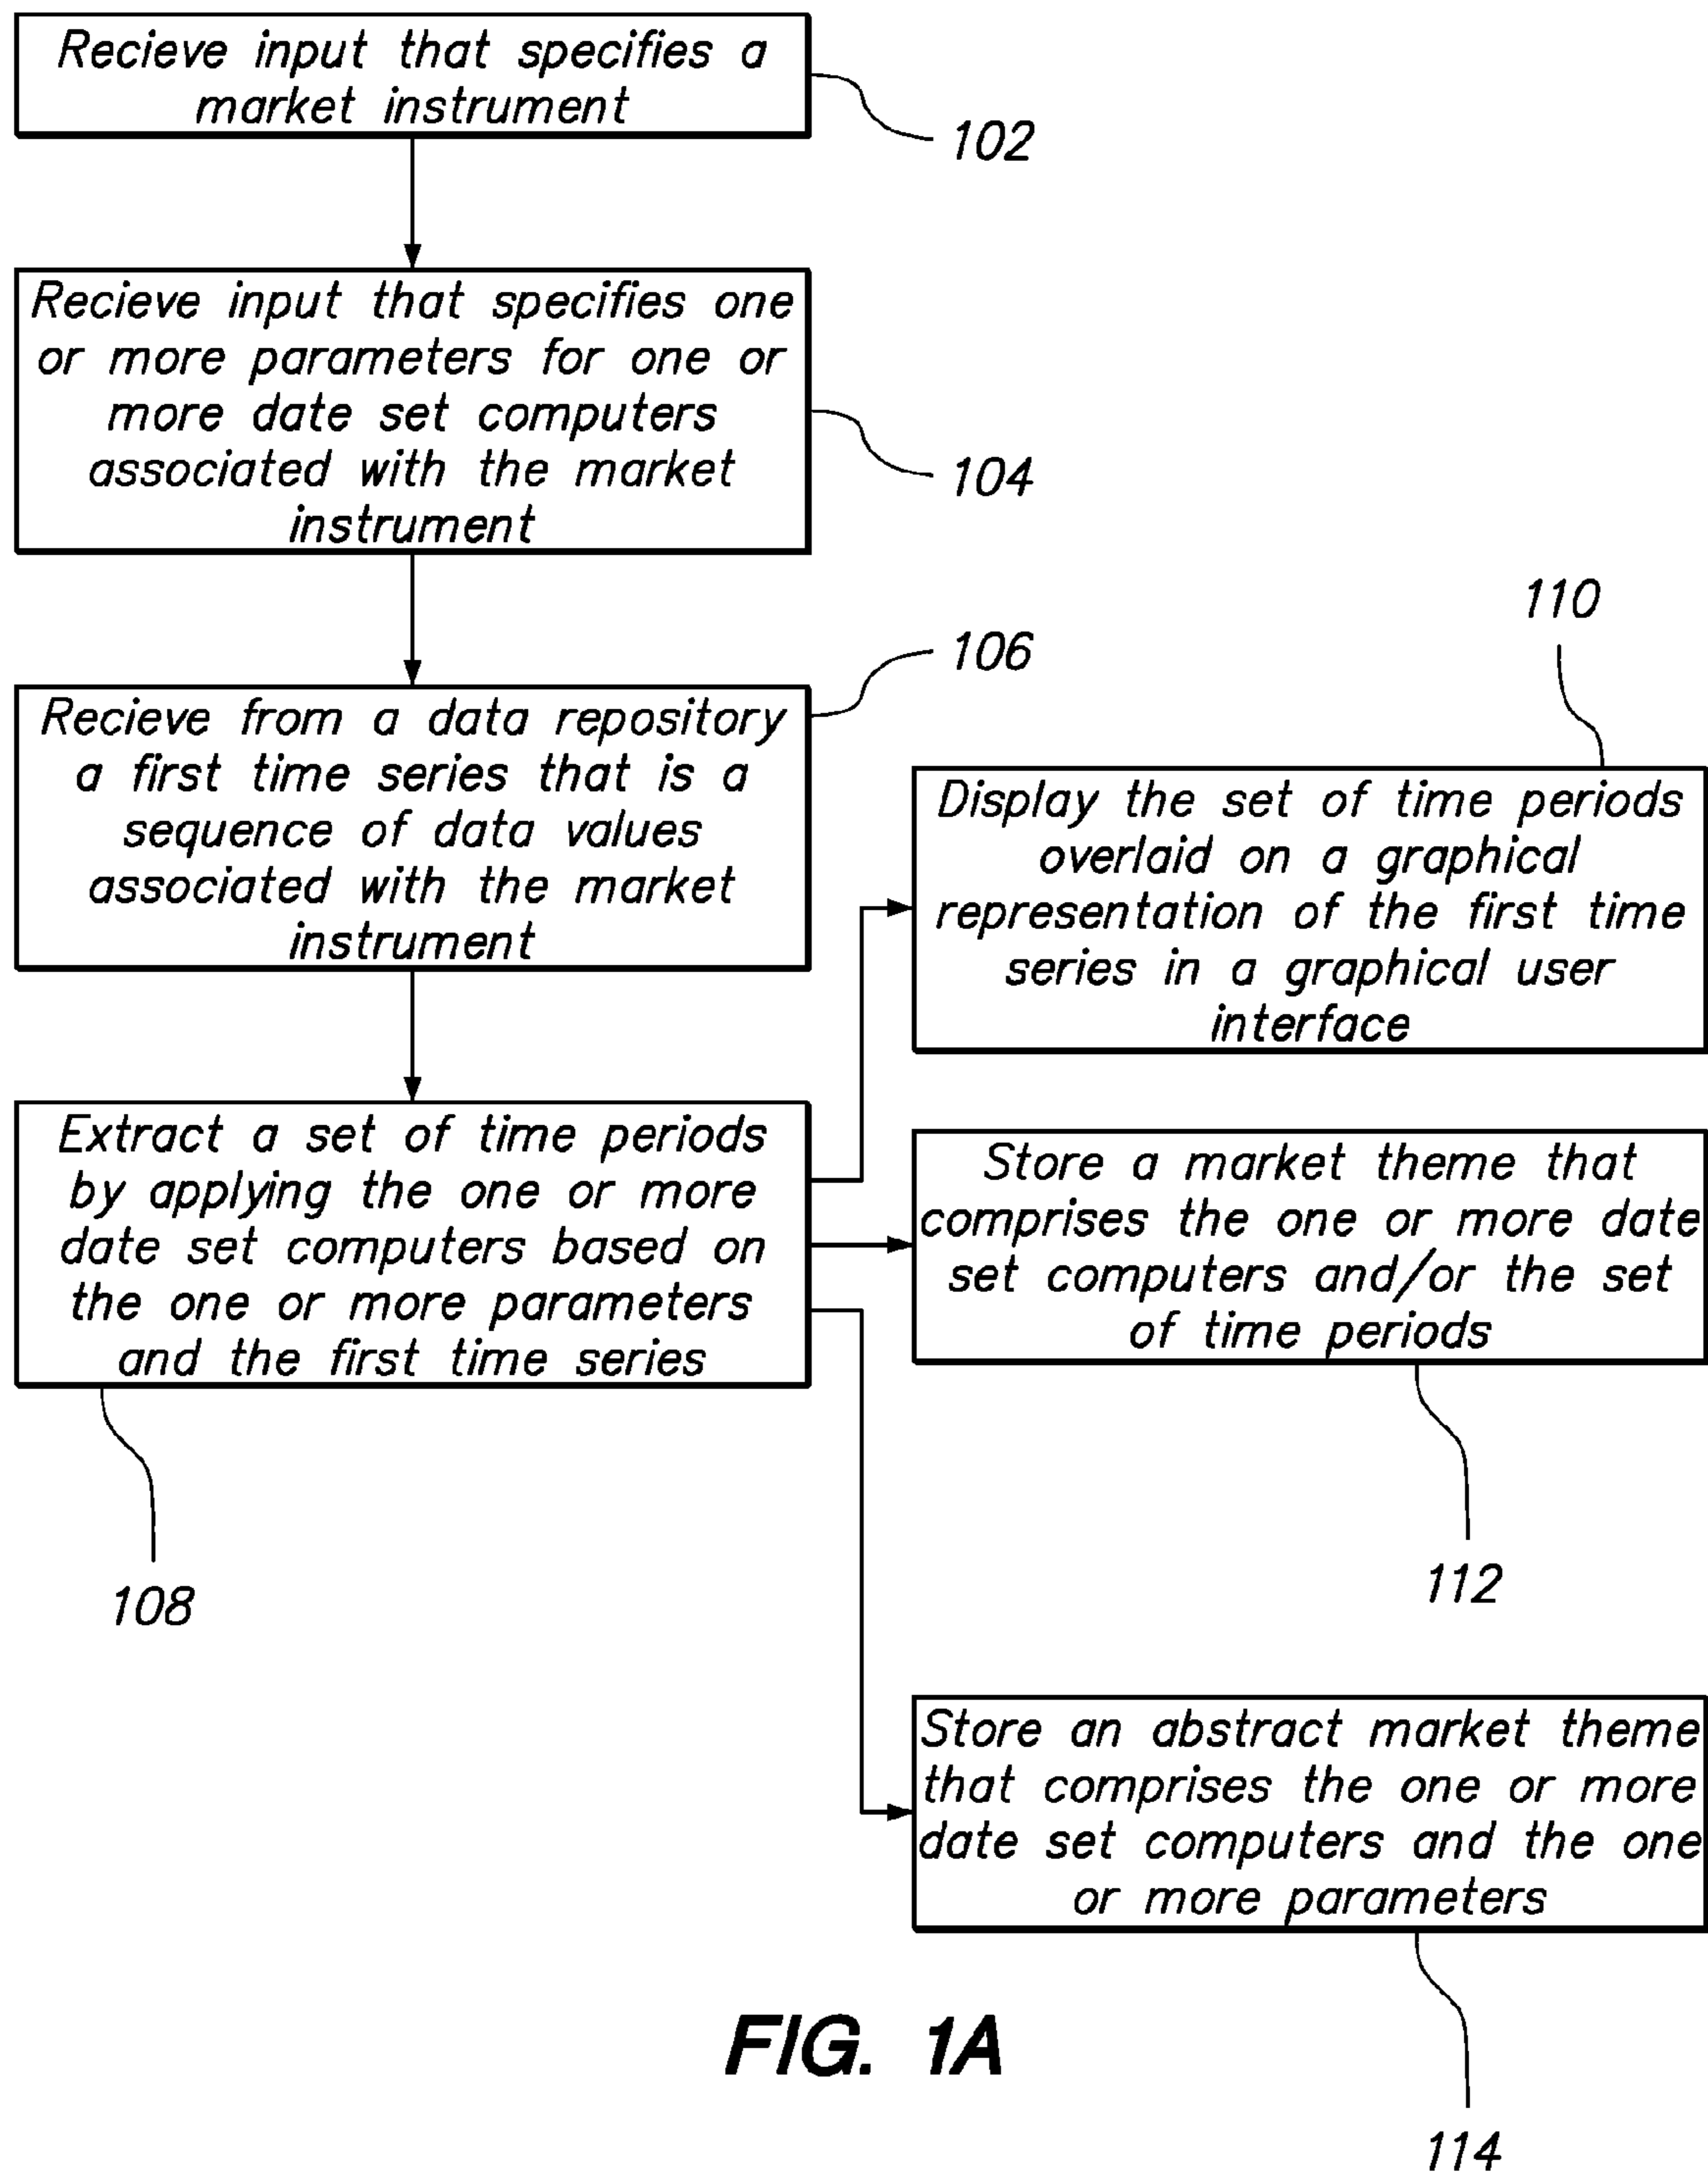 Recieve input that specifies a
market instrument
102
Recieve input that specifies one
or more parameters for one or
more date set computers
associated with the market
instrument
104
106
Recieve from a data repository
a first time series that is a
sequence of data values
associated with the market
instrument
Extract a set of time periods
by applying the one or more
date set computers based on
the one or more parameters
and the first time series
108
110
Display the set of time periods
overlaid on a graphical
representation of the first time
series in a graphical user
interface
Store a market theme that
comprises the one or more date
set computers and/or the set
of time periods
112
Store an abstract market theme
that comprises the one or more
date set computers and the one
or more parameters
114
FIG. 1A